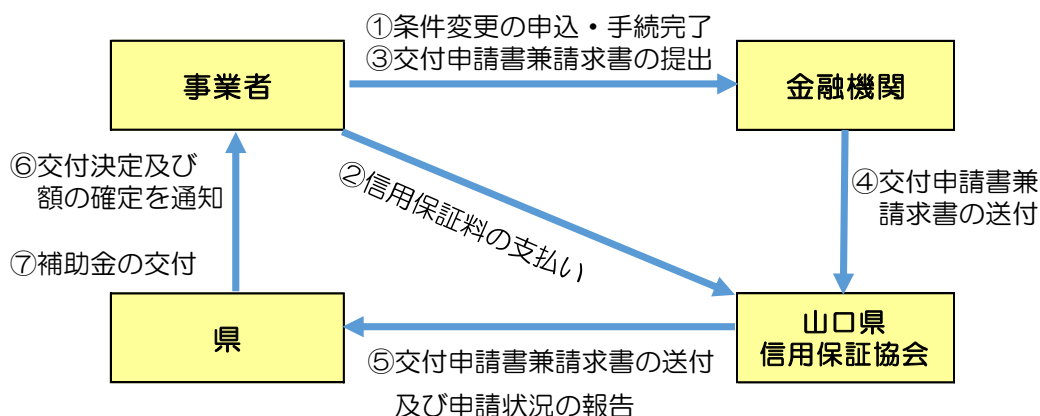 ①条件変更の申込・手続完了
③交付申請書兼請求書の提出
事業者
金融機関
⑥交付決定及び
額の確定を通知
②信用保証料の支払い
④交付申請書兼
請求書の送付
⑦補助金の交付
県
山口県
信用保証協会
⑤交付申請書兼請求書の送付
及び申請状況の報告